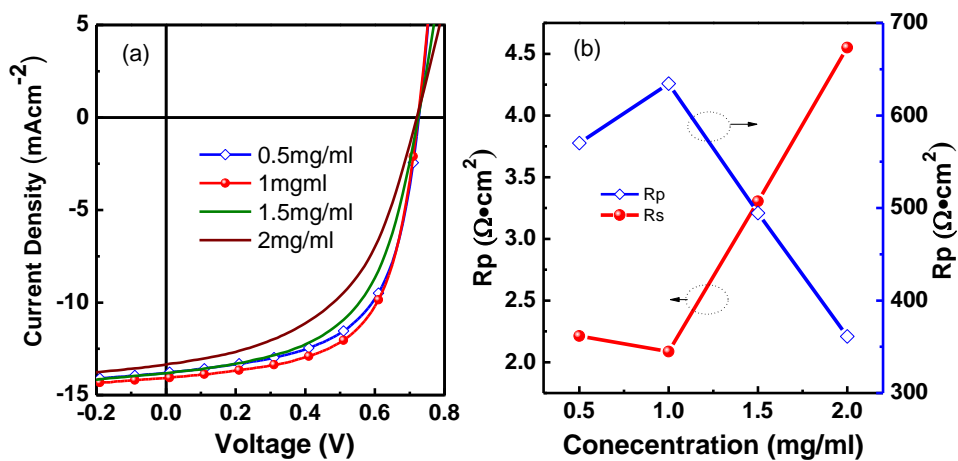 (a)
Current Density (mAcm-2)
5
0
-5
-10
-15
0.5mg/ml
1mgml
1.5mg/ml
2mg/ml
-0.2 0.0 0.2 0.4 0.6 0.8
Voltage (V)
(b)
Rp (Ω•cm2)
4.5
4.0
3.5
3.0
2.5
2.0
Rp
Rs
700
600
500
400
300
Rp (Ω•cm2)
0.5 1.0 1.5 2.0
Conecentration (mg/ml)